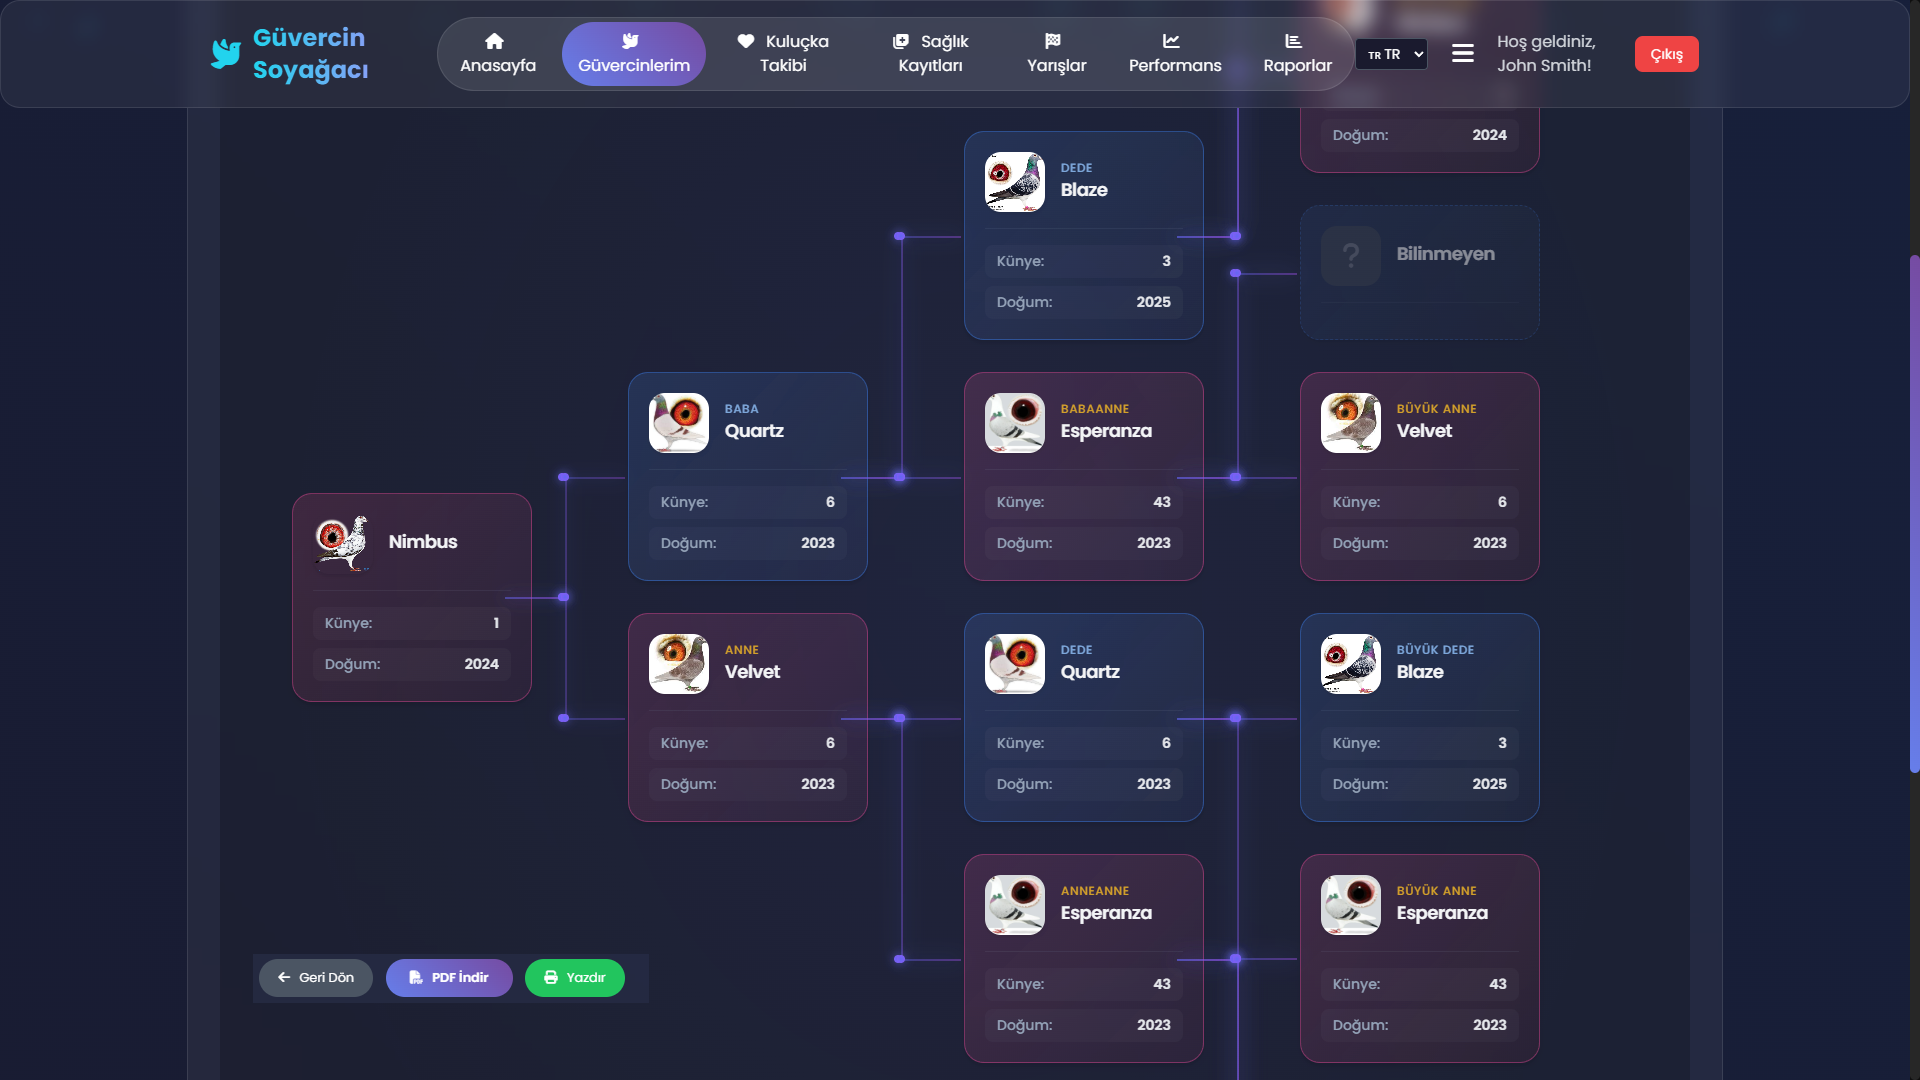 Güvercin
Soyağacı
Anasayfa
Güvercinlerim
Kuluçka
Takibi
Sağlık
Kayıtları
Yarışlar
Performans
Raporlar
TR TR
Hoş geldiniz,
John Smith!
Çıkış
Doğum: 2024
DEDE
Blaze
Künye: 3
Doğum: 2025
?
Bilinmeyen
BABA
Quartz
Künye: 6
Doğum: 2023
BABAANNE
Esperanza
Künye: 43
Doğum: 2023
BÜYÜK ANNE
Velvet
Künye: 6
Doğum: 2023
Nimbus
Künye: 1
Doğum: 2024
ANNE
Velvet
Künye: 6
Doğum: 2023
DEDE
Quartz
Künye: 6
Doğum: 2023
BÜYÜK DEDE
Blaze
Künye: 3
Doğum: 2025
ANNEANNE
Esperanza
Künye: 43
Doğum: 2023
BÜYÜK ANNE
Esperanza
Künye: 43
Doğum: 2023
Geri Dön
PDF İndir
Yazdır